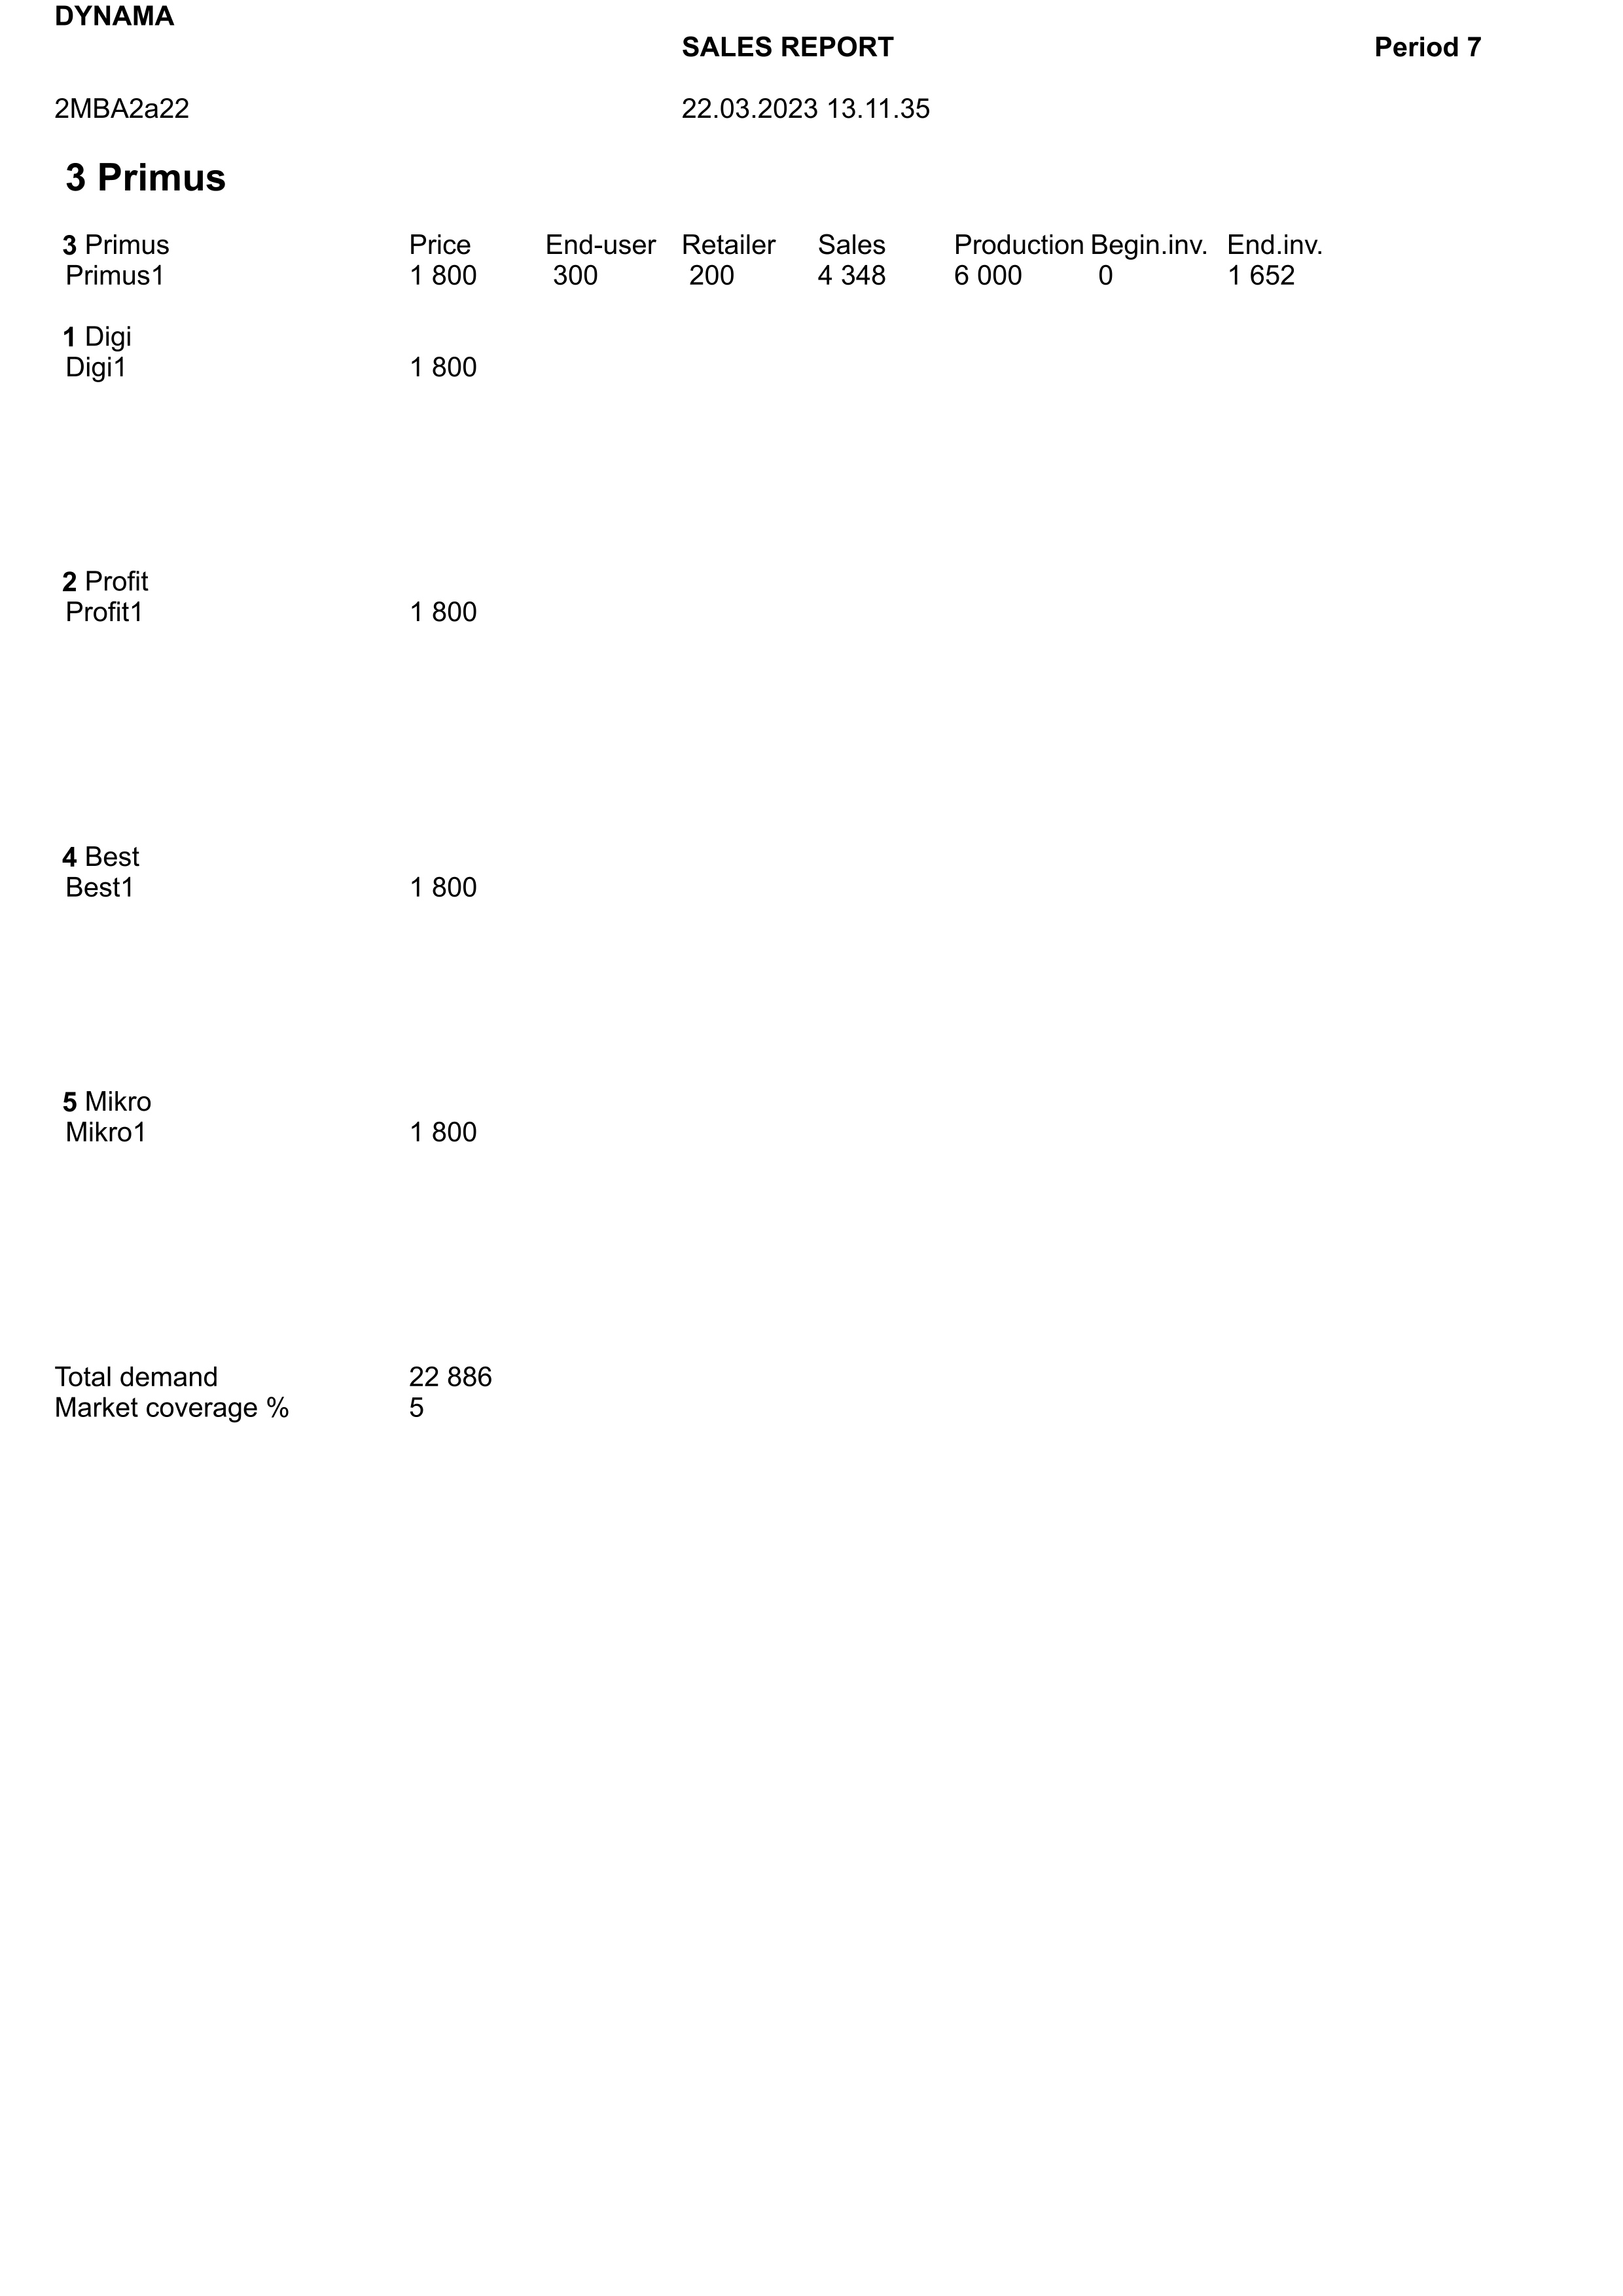 DYNAMA
SALES REPORT Period 7
2MBA2a22 22.03.2023 13.11.35
3 Primus
3 Primus Price End-user Retailer Sales Production Begin.inv. End.inv.
Primus1 1 800 300 200 4 348 6 000 0 1 652
1 Digi
Digi1 1 800
2 Profit
Profit1 1 800
4 Best
Best1 1 800
5 Mikro
Mikro1 1 800
Total demand 22 886
Market coverage % 5